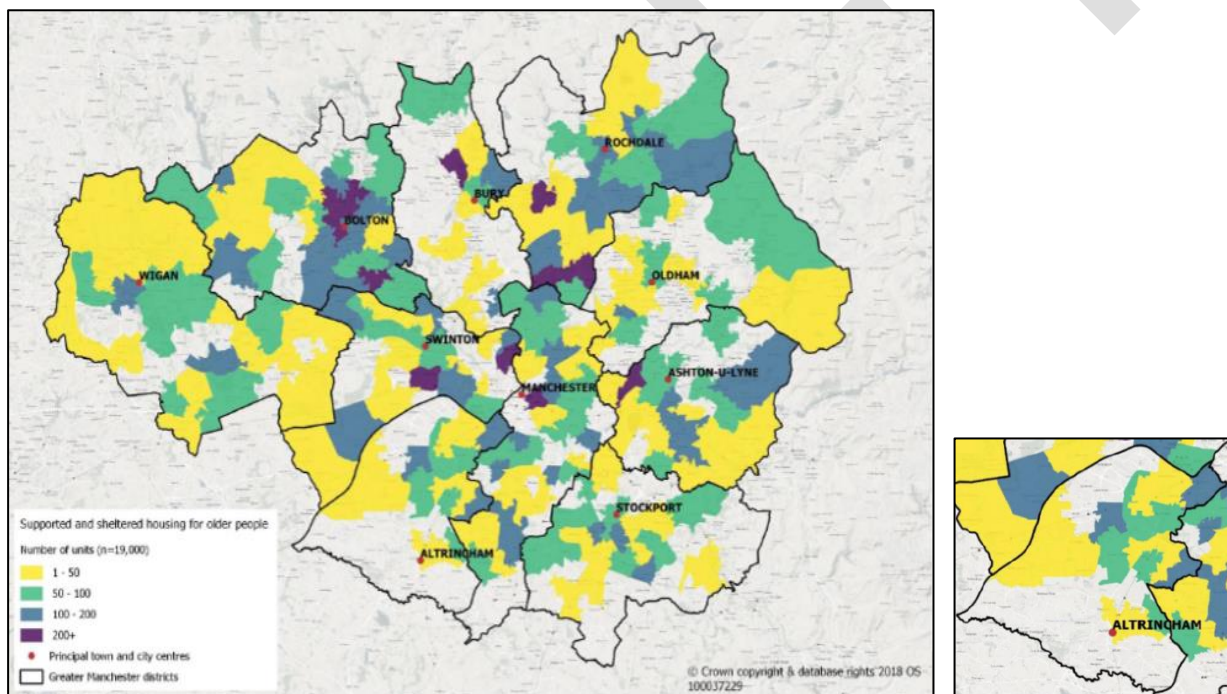 ROCHDALE
BURY
BOLTON
WIGAN
OLDHAM
SWINTON
ASHTON-U-LYNE
MANCHESTER
STOCKPORT
ALTRINCHAM
Supported and sheltered housing for older people
Number of units (n=19,000)
1 - 50
50 - 100
100 - 200
200+
Principal town and city centres
Greater Manchester districts
© Crown copyright & database rights 2018 OS
100037229
ALTRINCHAM